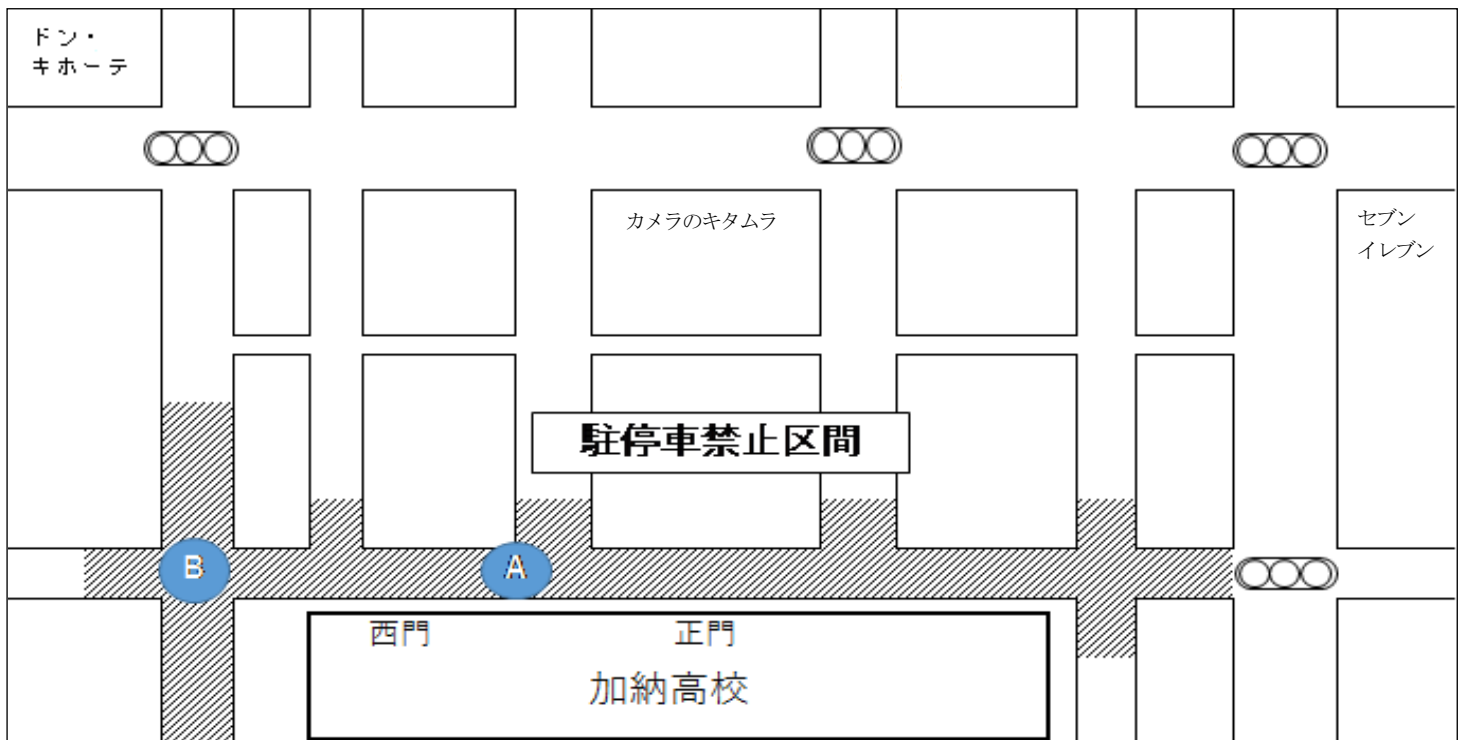 ドン・
キホーテ
カメラのキタムラ
セブン
イレブン
駐停車禁止区間
B
A
西門
正門
加納高校